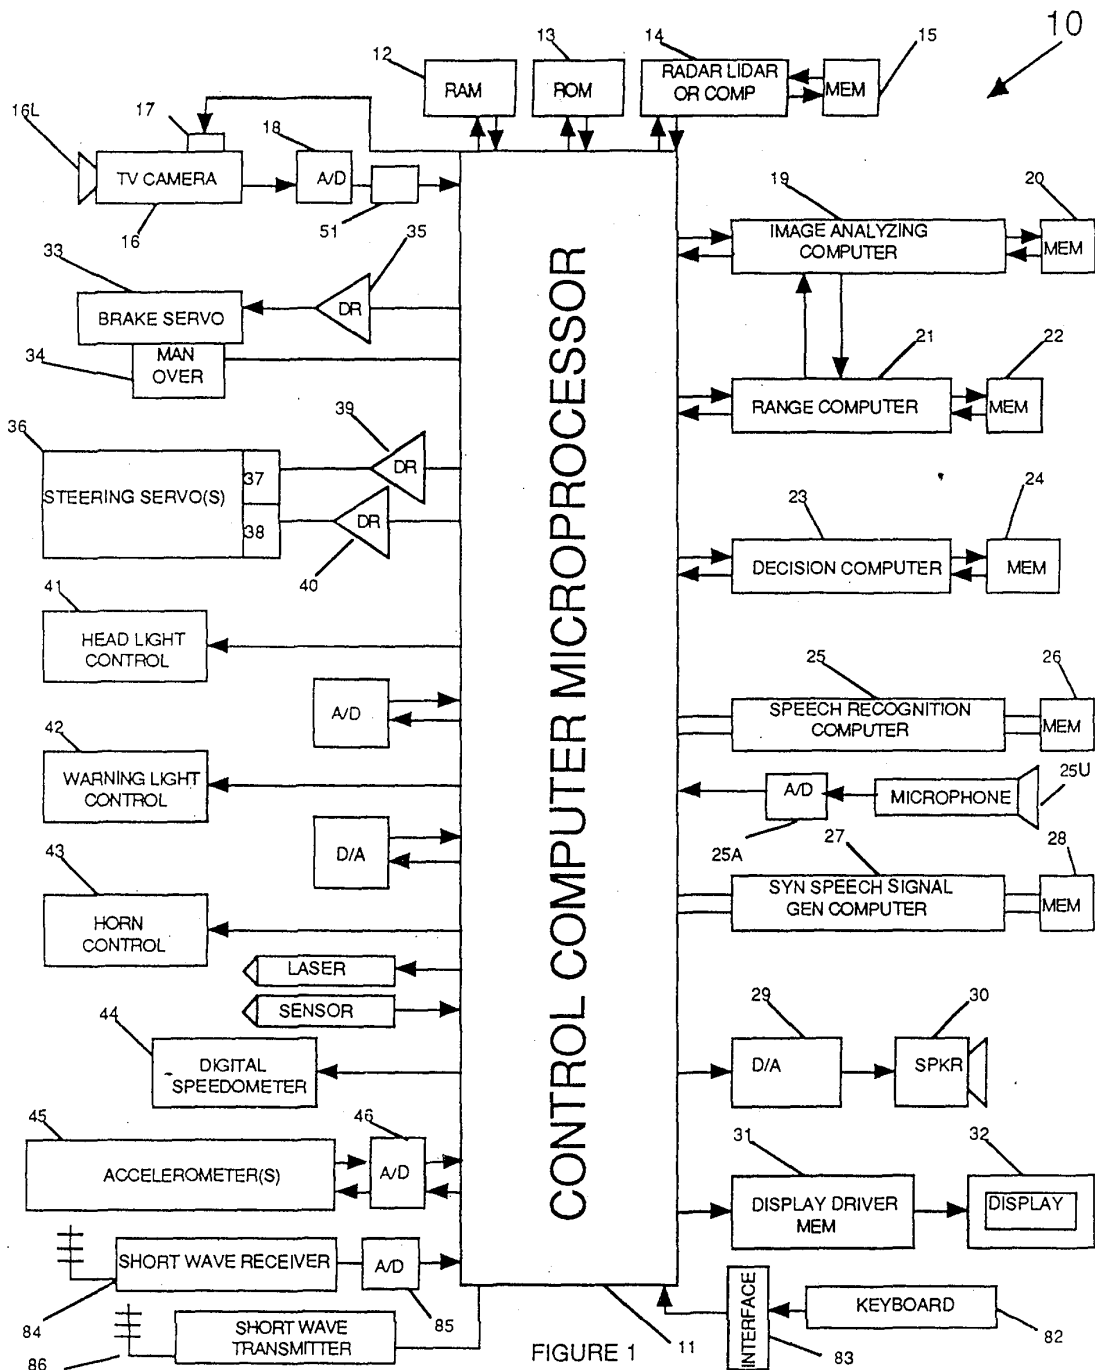 10
12
13
14
15
RAM
ROM
RADAR LIDAR
OR COMP
MEM
16L
17
18
TV CAMERA
A/D
16
51
19
20
IMAGE ANALYZING
COMPUTER
MEM
33
35
BRAKE SERVO
DR
34
MAN
OVER
21
22
RANGE COMPUTER
MEM
36
39
STEERING SERVO(S)
37
38
DR
DR
40
23
24
DECISION COMPUTER
MEM
41
HEAD LIGHT
CONTROL
A/D
25
26
SPEECH RECOGNITION
COMPUTER
MEM
42
WARNING LIGHT
CONTROL
A/D
MICROPHONE
25U
25A
D/A
27
28
SYN SPEECH SIGNAL
GEN COMPUTER
MEM
43
HORN
CONTROL
LASER
SENSOR
CONTROL COMPUTER MICROPROCESSOR
44
DIGITAL
SPEEDOMETER
29
30
D/A
SPKR
45
46
ACCELEROMETER(S)
A/D
31
32
DISPLAY DRIVER
MEM
DISPLAY
SHORT WAVE RECEIVER
A/D
84
85
SHORT WAVE
TRANSMITTER
86
11
INTERFACE
KEYBOARD
82
83
FIGURE 1